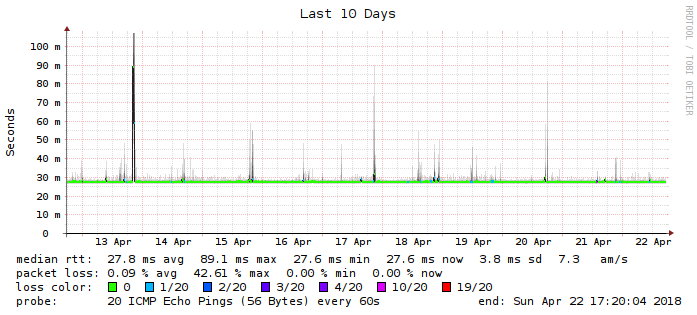 Last 10 Days
RRDTOOL / TOBI OETIKER
Seconds
100 m
90 m
80 m
70 m
60 m
50 m
40 m
30 m
20 m
10 m
0
13 Apr 14 Apr 15 Apr 16 Apr 17 Apr 18 Apr 19 Apr 20 Apr 21 Apr 22 Apr
median rtt: 27.8 ms avg 89.1 ms max 27.6 ms min 27.6 ms now 3.8 ms sd 7.3 am/s
packet loss: 0.09 % avg 42.61 % max 0.00 % min 0.00 % now
loss color: 0 1/20 2/20 3/20 4/20 10/20 19/20
probe: 20 ICMP Echo Pings (56 Bytes) every 60s end: Sun Apr 22 17:20:04 2018